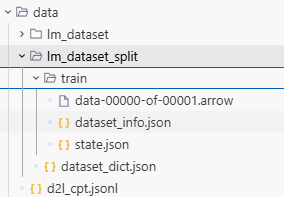 data
lm_dataset
lm_dataset_split
train
data-00000-of-00001.arrow
{} dataset_info.json
{} state.json
{} dataset_dict.json
{} d2l_cpt.jsonl